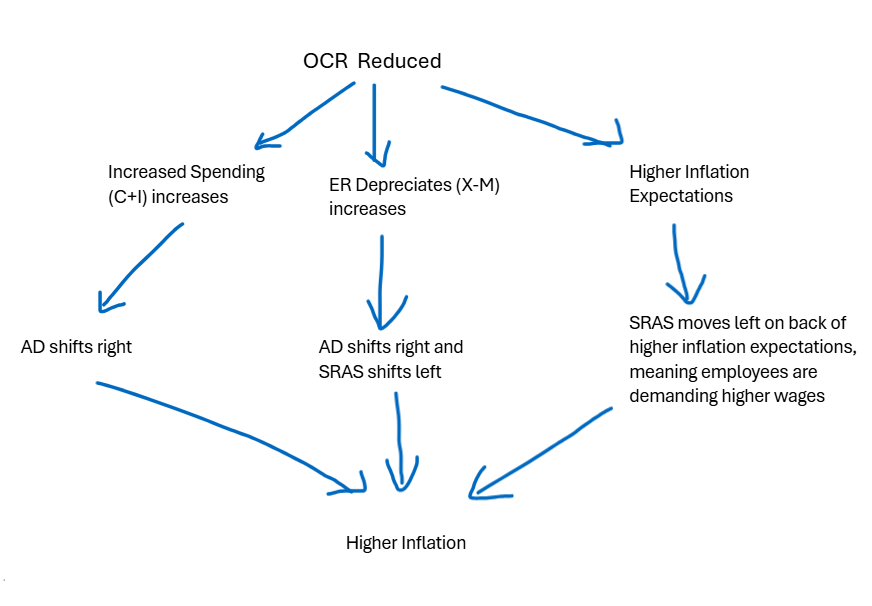 OCR Reduced
Increased Spending
(C+I) increases
ER Depreciates (X-M)
increases
Higher Inflation
Expectations
AD shifts right
AD shifts right and
SRAS shifts left
SRAS moves left on back of
higher inflation expectations,
meaning employees are
demanding higher wages
Higher Inflation